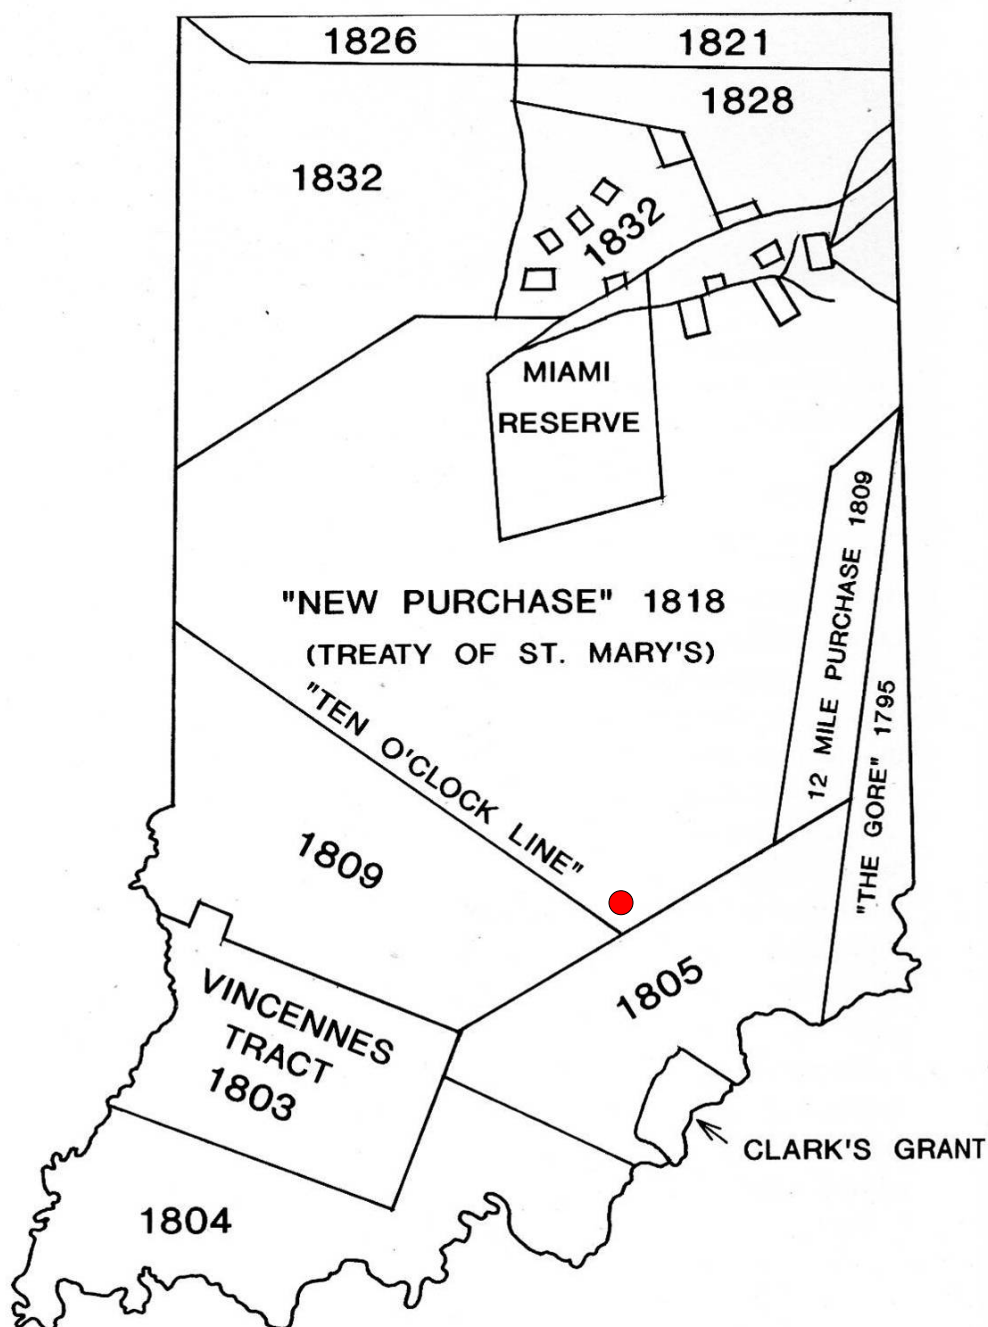 1826
1821
1828
1832
1832
MIAMI
RESERVE
12 MILE PURCHASE 1809
"NEW PURCHASE" 1818
(TREATY OF ST. MARY'S)
"THE GORE" 1795
"TEN O'CLOCK LINE"
1809
1805
VINCENNES
TRACT
1803
CLARK'S GRANT
1804